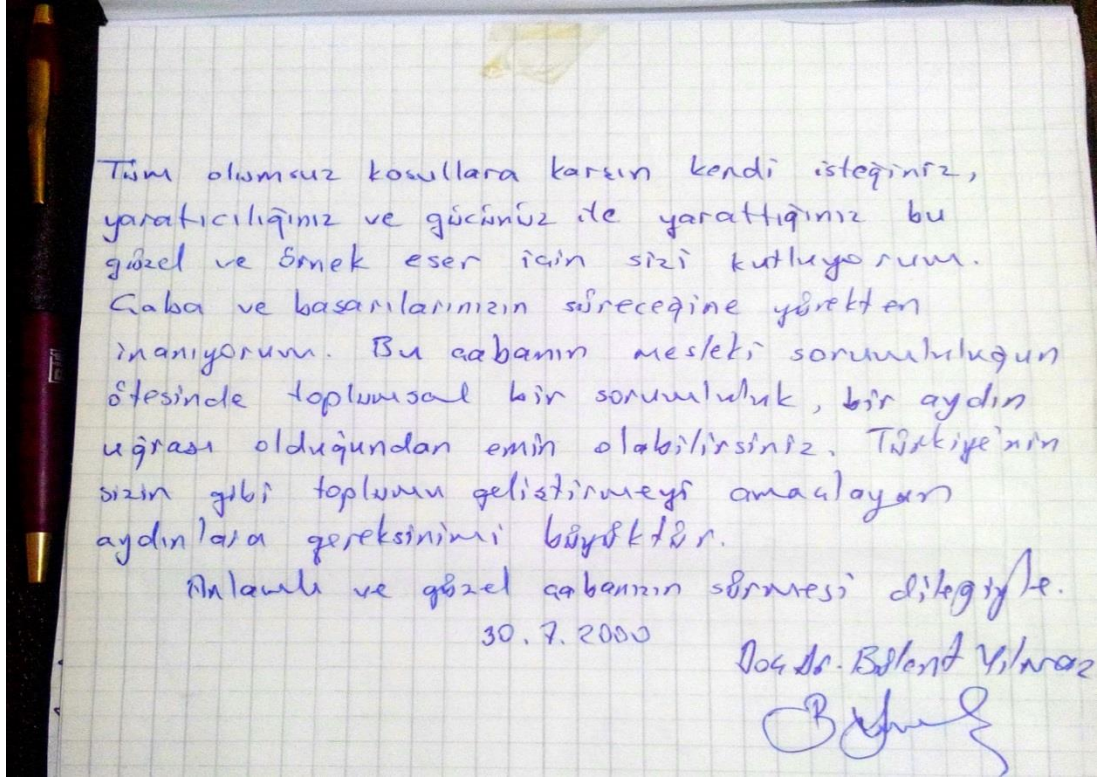 Tüm olumsuz koşullara karşın kendi isteğiniz,
yaratıcılığınız ve gücünüz ile yarattığınız bu
güzel ve örnek eser için sizi kutluyorum.
Çaba ve başarılarınızın süreceğine yürekten
inanıyorum. Bu çabanın mesleki sorumluluğun
ötesinde toplumsal bir sorumluluk, bir aydın
uğraşı olduğundan emin olabilirsiniz. Türkiye'nin
sizin gibi toplumu geliştirmeyi amaçlayan
aydınlara gereksinimi büyüktür.
Anlamlı ve güzel çabanızın sürmesi dileğiyle.
30.7.2000
Doç Dr. Bülent Yılmaz